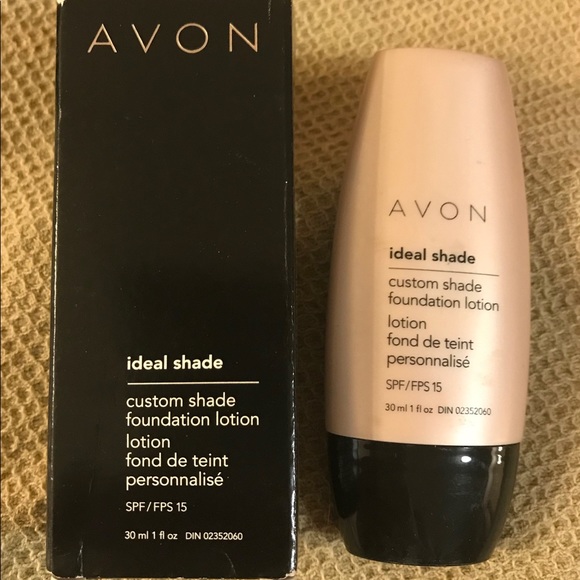 AVON
ideal shade
custom shade
foundation lotion
lotion
fond de teint
personnalisé
SPF/FPS 15
30 ml 1 fl oz DIN 02352060
AVON
ideal shade
custom shade
foundation lotion
lotion
fond de teint
personnalisé
SPF/FPS 15
30 ml 1 fl oz DIN 02352060